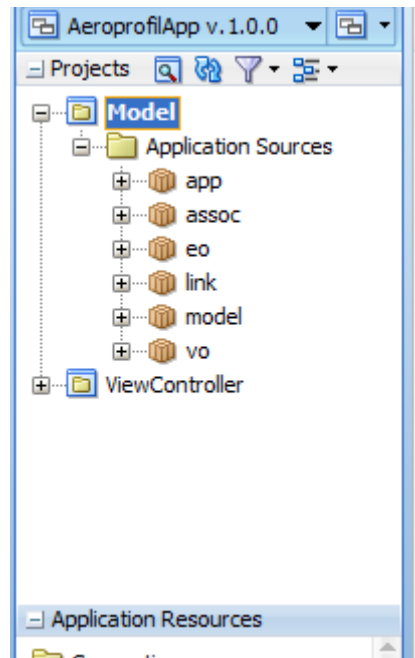 AeroprofilApp v.1.0.0
Projects
Model
Application Sources
app
assoc
eo
link
model
vo
ViewController
Application Resources